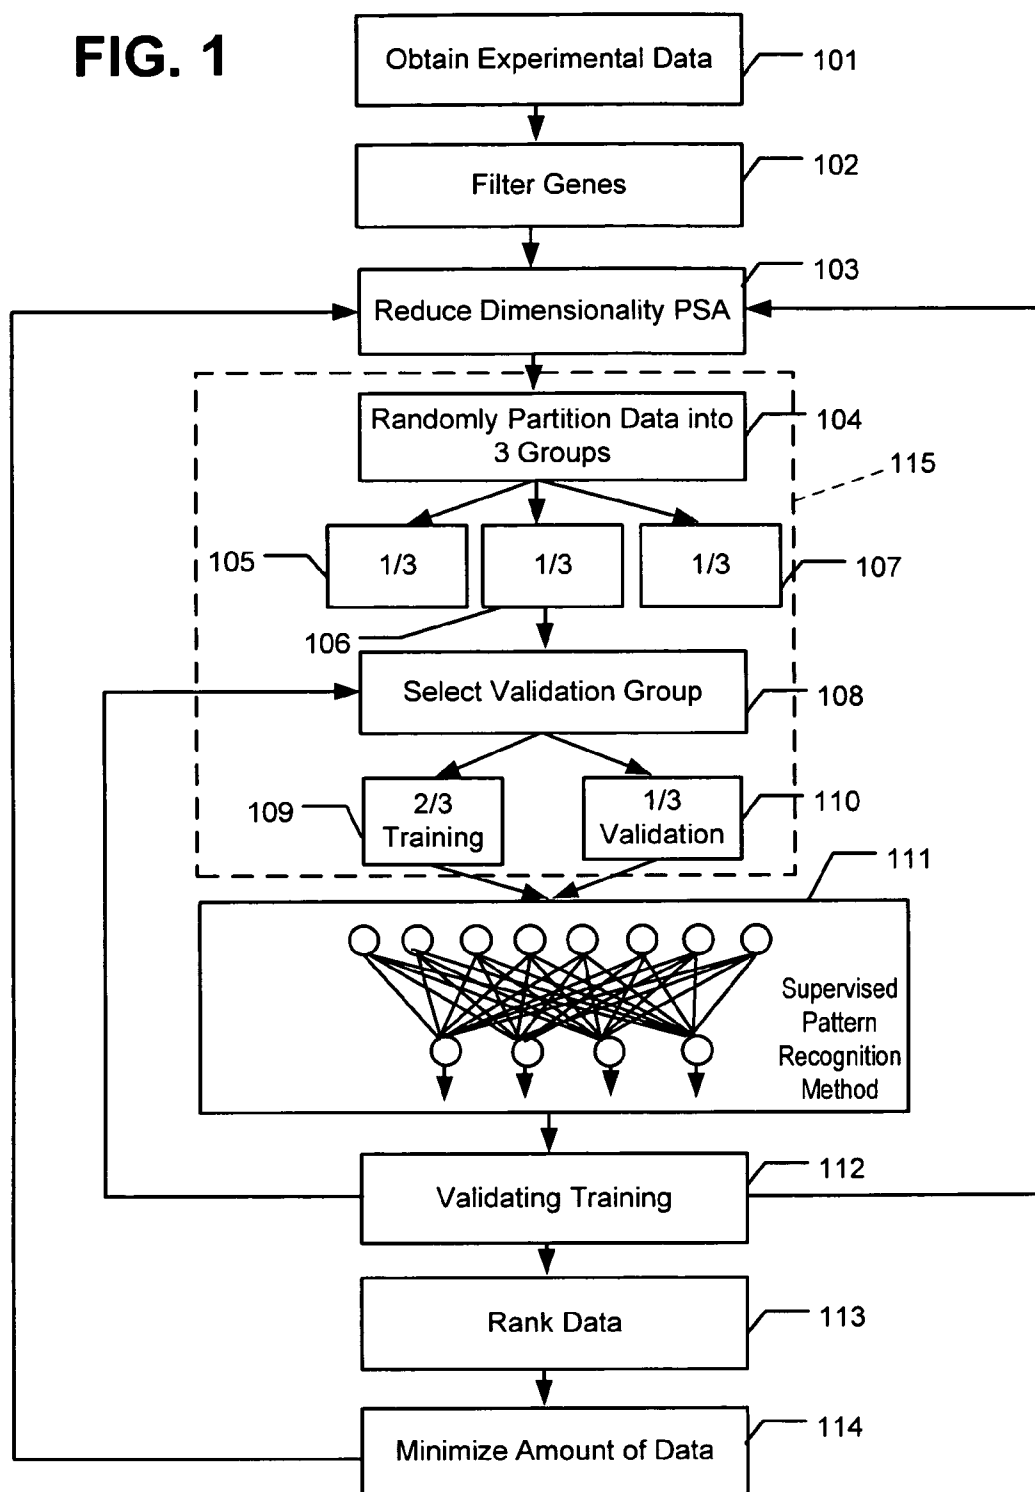 FIG. 1
Obtain Experimental Data
101
Filter Genes
102
Reduce Dimensionality PSA
103
Randomly Partition Data into
3 Groups
104
115
105
1/3
1/3
1/3
107
106
Select Validation Group
108
109
2/3
Training
1/3
Validation
110
111
Supervised
Pattern
Recognition
Method
Validating Training
112
Rank Data
113
Minimize Amount of Data
114